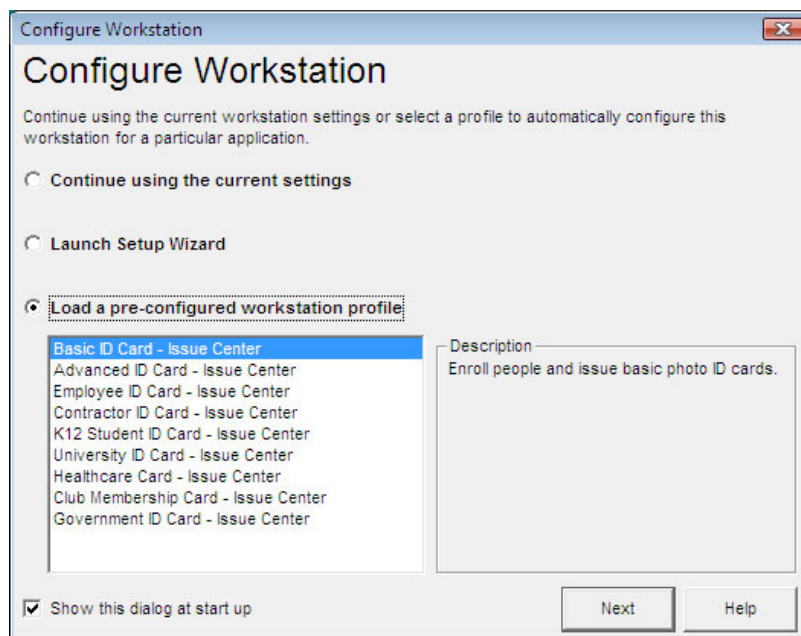 Configure Workstation
Configure Workstation
Continue using the current workstation settings or select a profile to automatically configure this
workstation for a particular application.
Continue using the current settings
Launch Setup Wizard
Load a pre-configured workstation profile
Basic ID Card - Issue Center
Advanced ID Card - Issue Center
Employee ID Card - Issue Center
Contractor ID Card - Issue Center
K12 Student ID Card - Issue Center
University ID Card - Issue Center
Healthcare Card - Issue Center
Club Membership Card - Issue Center
Government ID Card - Issue Center
Description
Enroll people and issue basic photo ID cards.
Show this dialog at start up
Next
Help